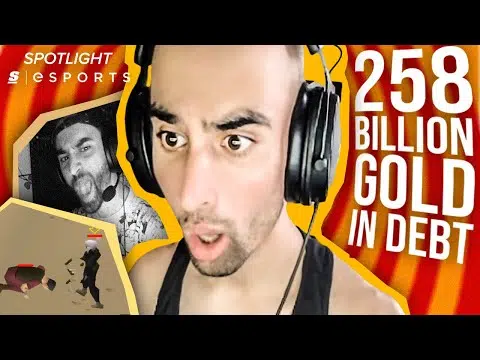 SPOTLIGHT
S | eSPORTS
258
BILLION
GOLD
IN DEBT